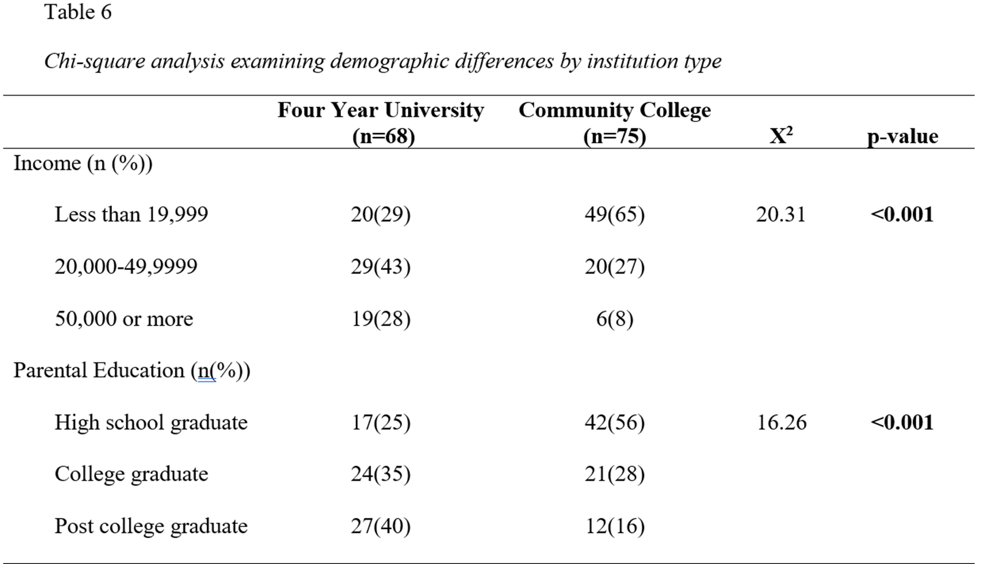 Table 6
Chi-square analysis examining demographic differences by institution type
Four Year University Community College
(n=68) (n=75) X² p-value
Income (n (%))
Less than 19,999 20(29) 49(65) 20.31 <0.001
20,000-49,9999 29(43) 20(27)
50,000 or more 19(28) 6(8)
Parental Education (n(%))
High school graduate 17(25) 42(56) 16.26 <0.001
College graduate 24(35) 21(28)
Post college graduate 27(40) 12(16)